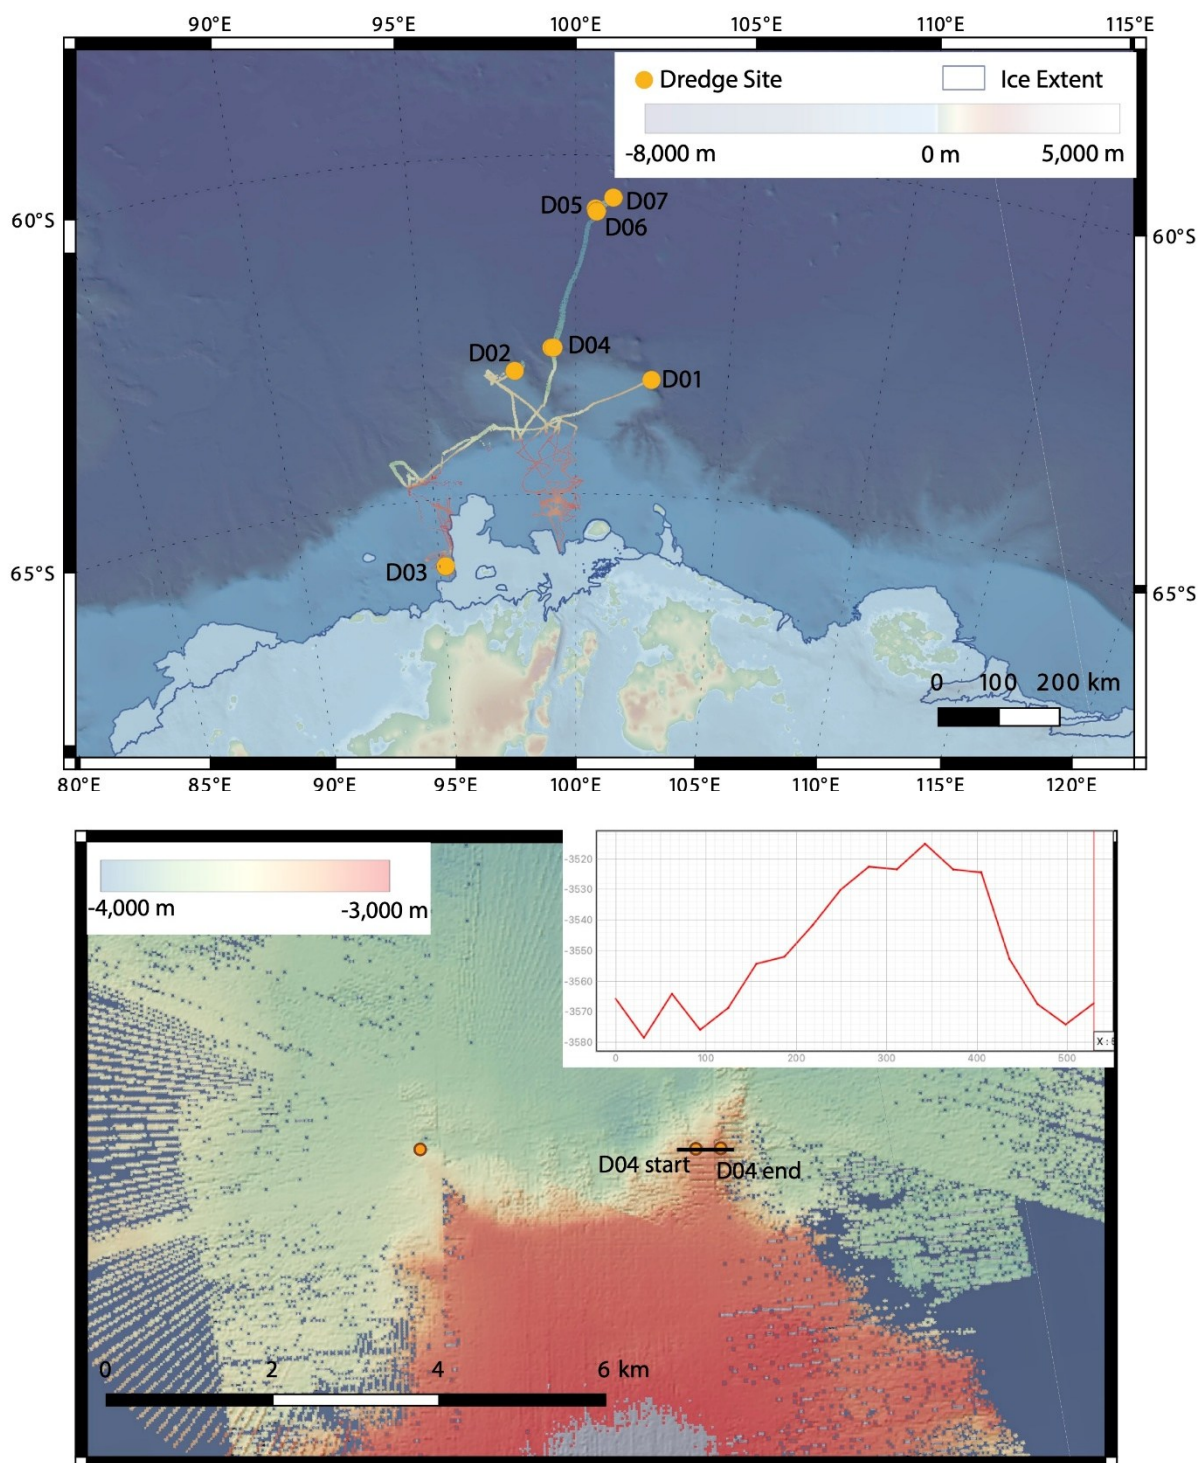 90°E 95°E 100°E 105°E 110°E 115°E
Dredge Site Ice Extent
-8,000 m 0 m 5,000 m
60°S
60°S
D05 D07
D06
D04
D02
D01
D03
65°S
65°S
0 100 200 km
80°E 85°E 90°E 95°E 100°E 105°E 110°E 115°E 120°E
-4,000 m -3,000 m
-3520
-3530
-3540
-3550
-3560
-3570
-3580
0 100 200 300 400 500
X :
D04 start D04 end
0 2 4 6 km